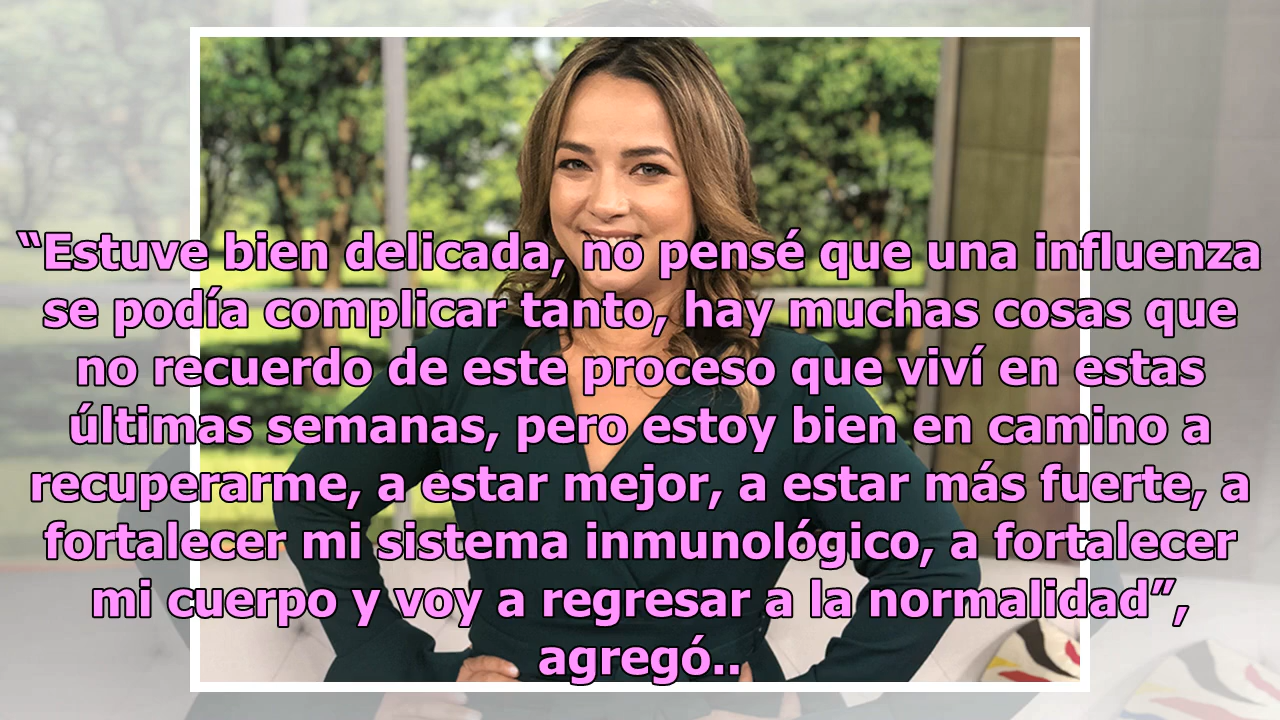 “Estuve bien delicada, no pensé que una influenza
se podía complicar tanto, hay muchas cosas que
no recuerdo de este proceso que viví en estas
últimas semanas, pero estoy bien en camino a
recuperarme, a estar mejor, a estar más fuerte, a
fortalecer mi sistema inmunológico, a fortalecer
mi cuerpo y voy a regresar a la normalidad”,
agregó..